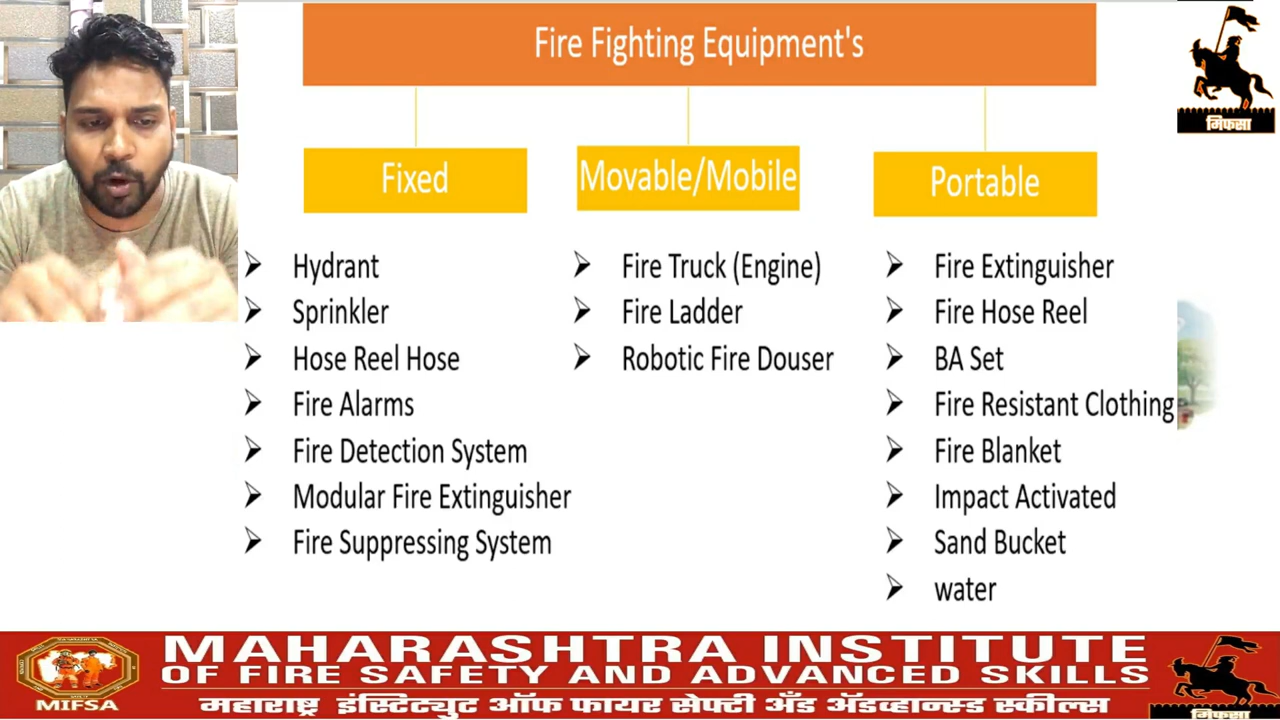 Fire Fighting Equipment's
मिफसा
Fixed
Movable/Mobile
Portable
Hydrant
Sprinkler
Hose Reel Hose
Fire Alarms
Fire Detection System
Modular Fire Extinguisher
Fire Suppressing System
Fire Truck (Engine)
Fire Ladder
Robotic Fire Douser
Fire Extinguisher
Fire Hose Reel
BA Set
Fire Resistant Clothing
Fire Blanket
Impact Activated
Sand Bucket
water
MAHARASHTRA INSTITUTE
OF FIRE SAFETY AND ADVANCED SKILLS
महाराष्ट्र इंस्टिट्युट ऑफ फायर सेफ्टी अँड अ‍ॅडव्हान्स्ड स्कील्स
MIFSA
मिफसा